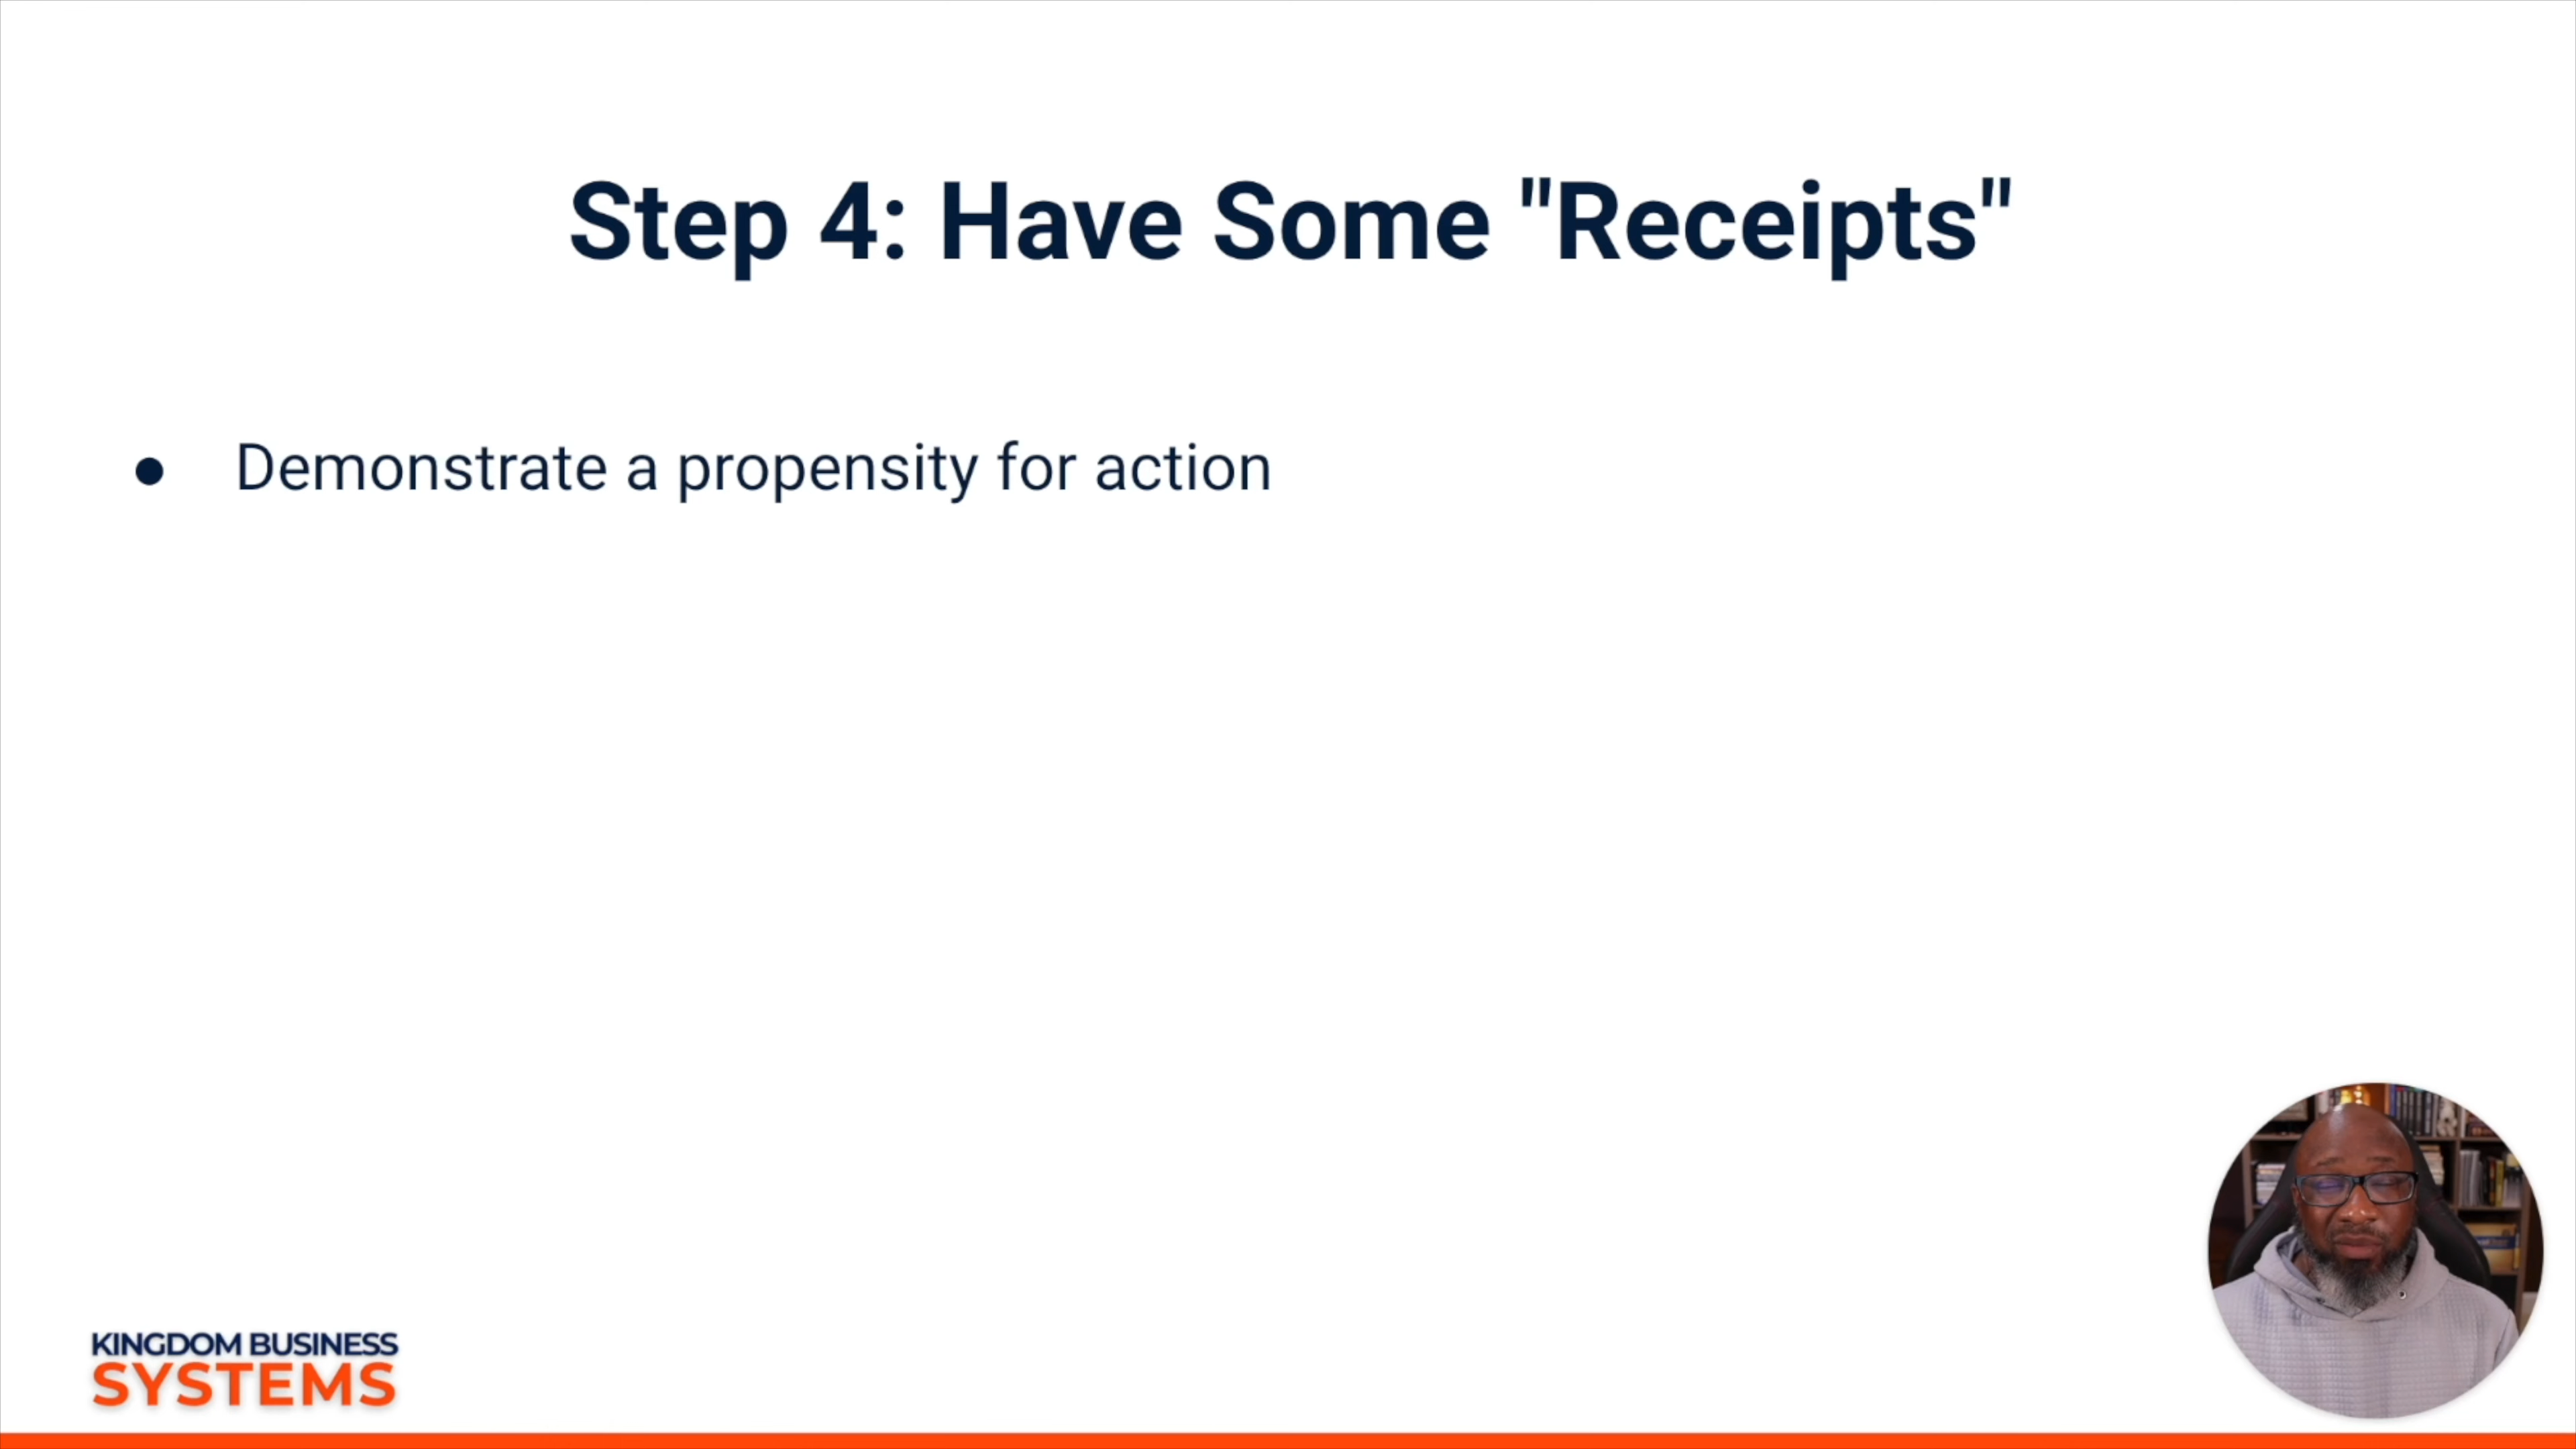 Step 4: Have Some "Receipts"
● Demonstrate a propensity for action
KINGDOM BUSINESS
SYSTEMS